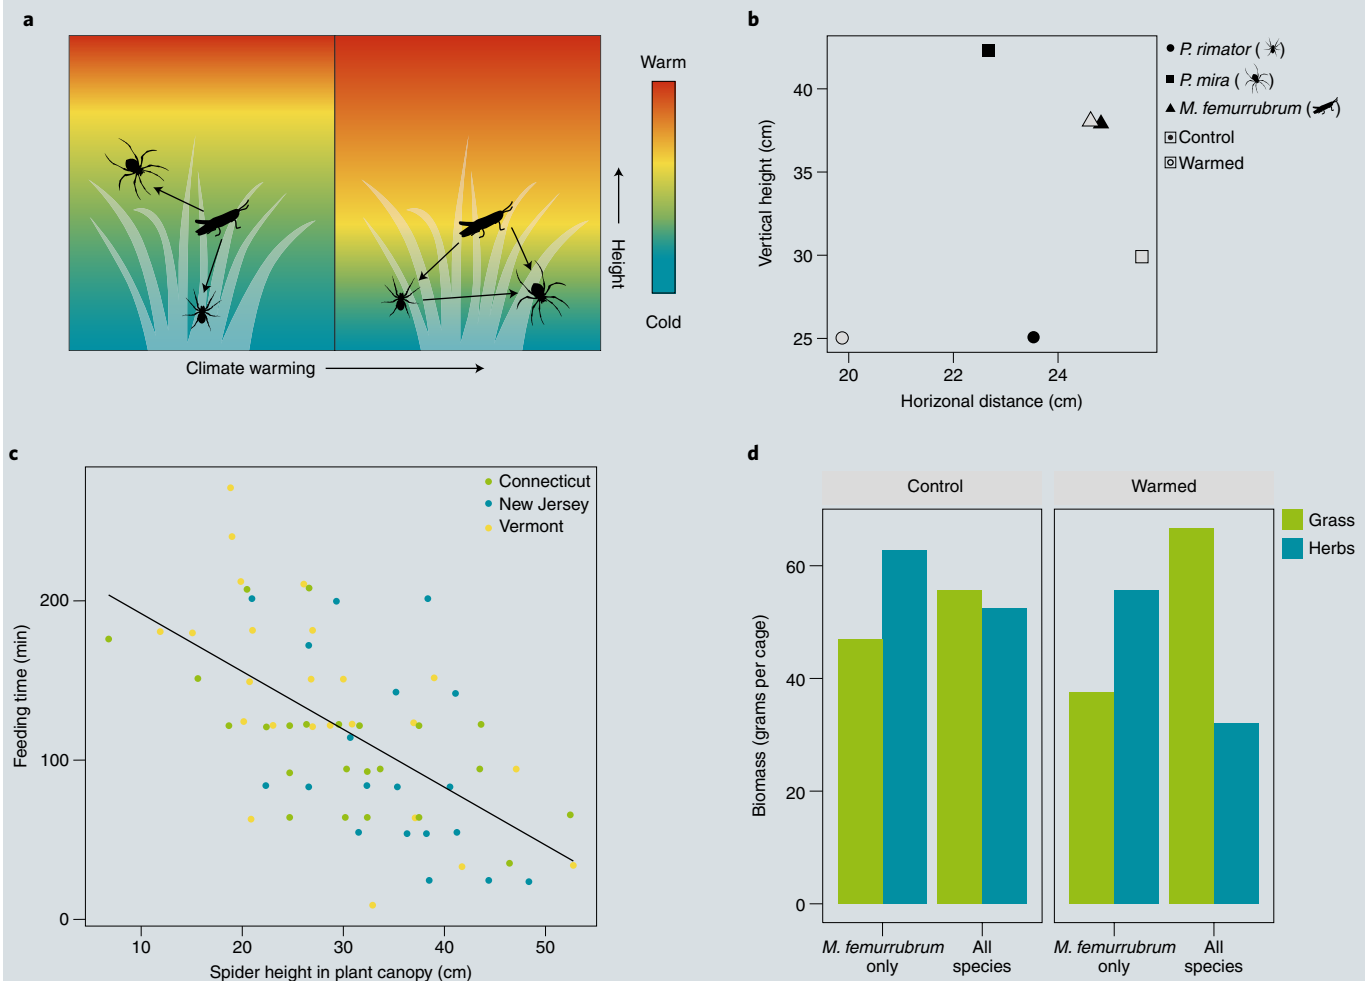 a
Warm
Height
Cold
Climate warming
b
Vertical height (cm)
40
35
30
25
20
22
24
Horizonal distance (cm)
P. rimator ( )
P. mira ( )
M. femurrubrum ( )
Control
Warmed
c
Feeding time (min)
200
100
0
10
20
30
40
50
Spider height in plant canopy (cm)
Connecticut
New Jersey
Vermont
d
Control
Warmed
Grass
Herbs
Biomass (grams per cage)
60
40
20
0
M. femurrubrum
only
All
species
M. femurrubrum
only
All
species